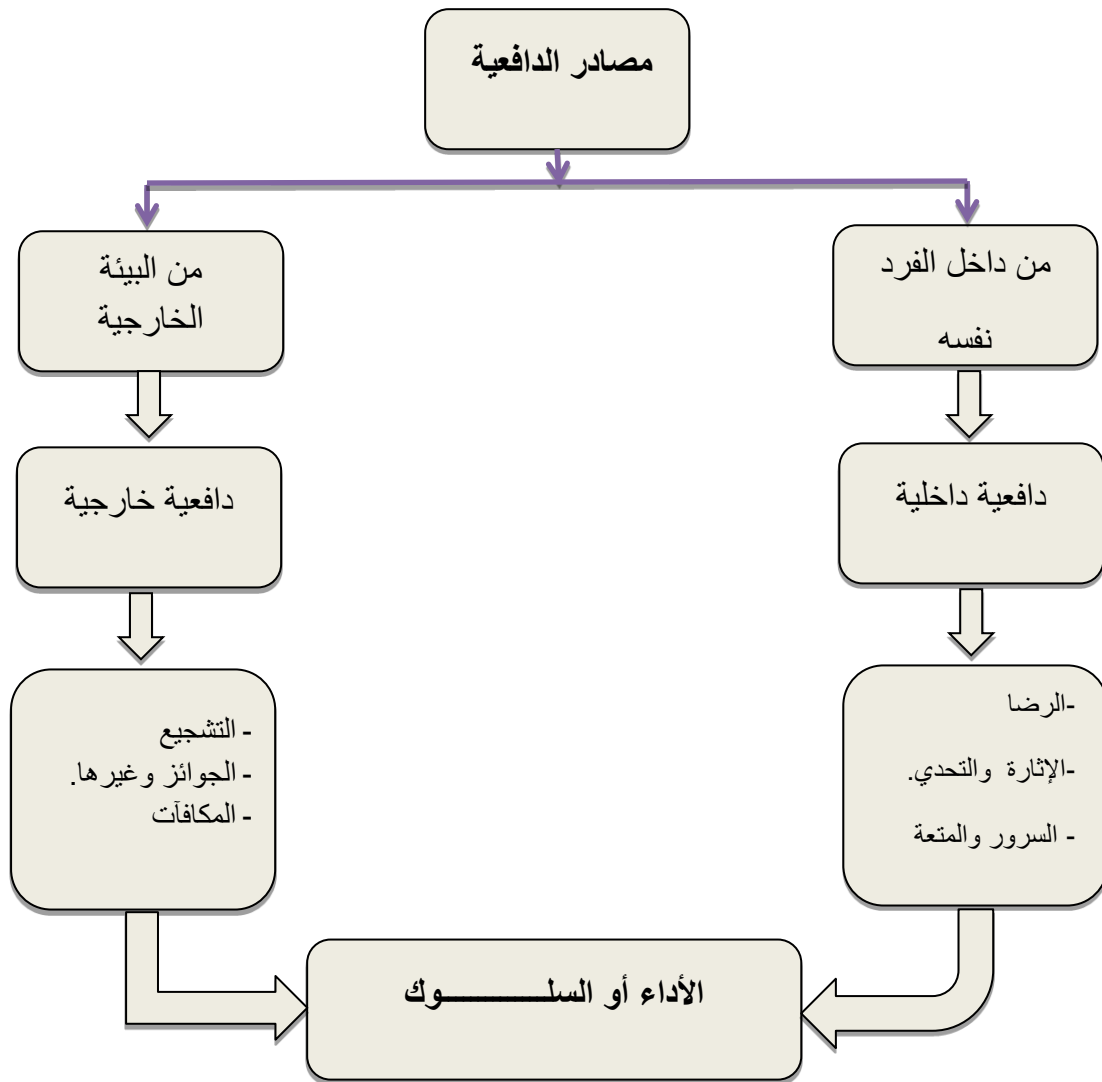 مصادر الدافعية
من داخل الفرد
نفسه
من البيئة
الخارجية
دافعية داخلية
دافعية خارجية
-الرضا
-الإثارة والتحدي.
- السرور والمتعة
- التشجيع
- الجوائز وغيرها.
- المكافآت
الأداء أو السلـــــــــــوك